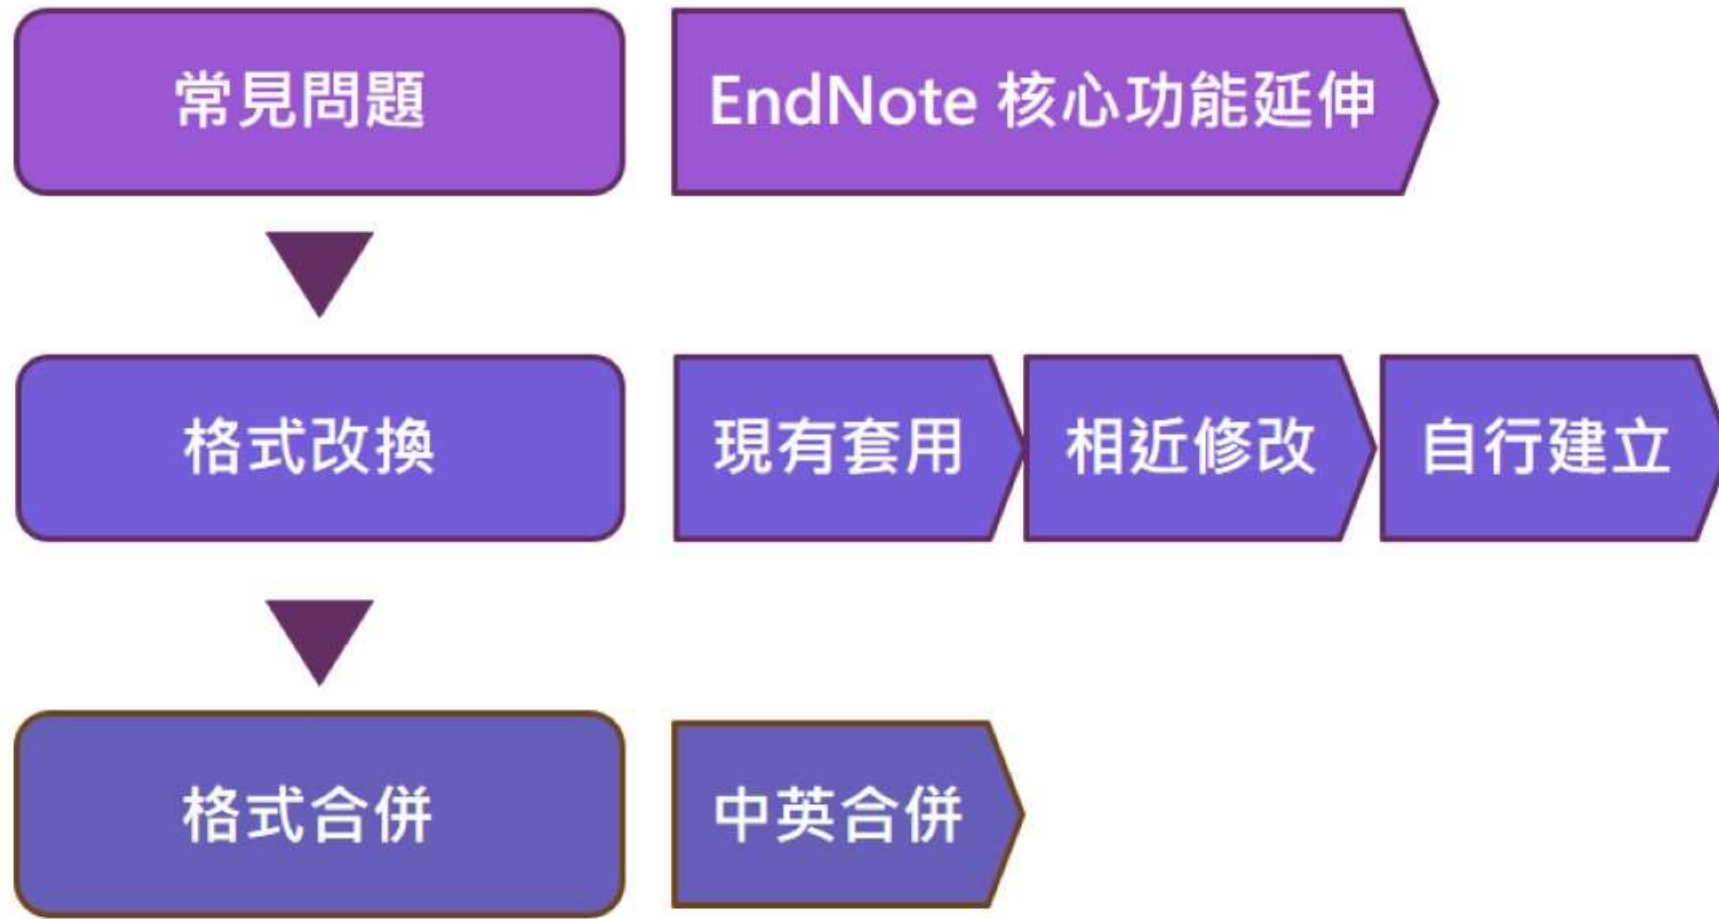 常見問題
EndNote 核心功能延伸
格式改換
現有套用
相近修改
自行建立
格式合併
中英合併